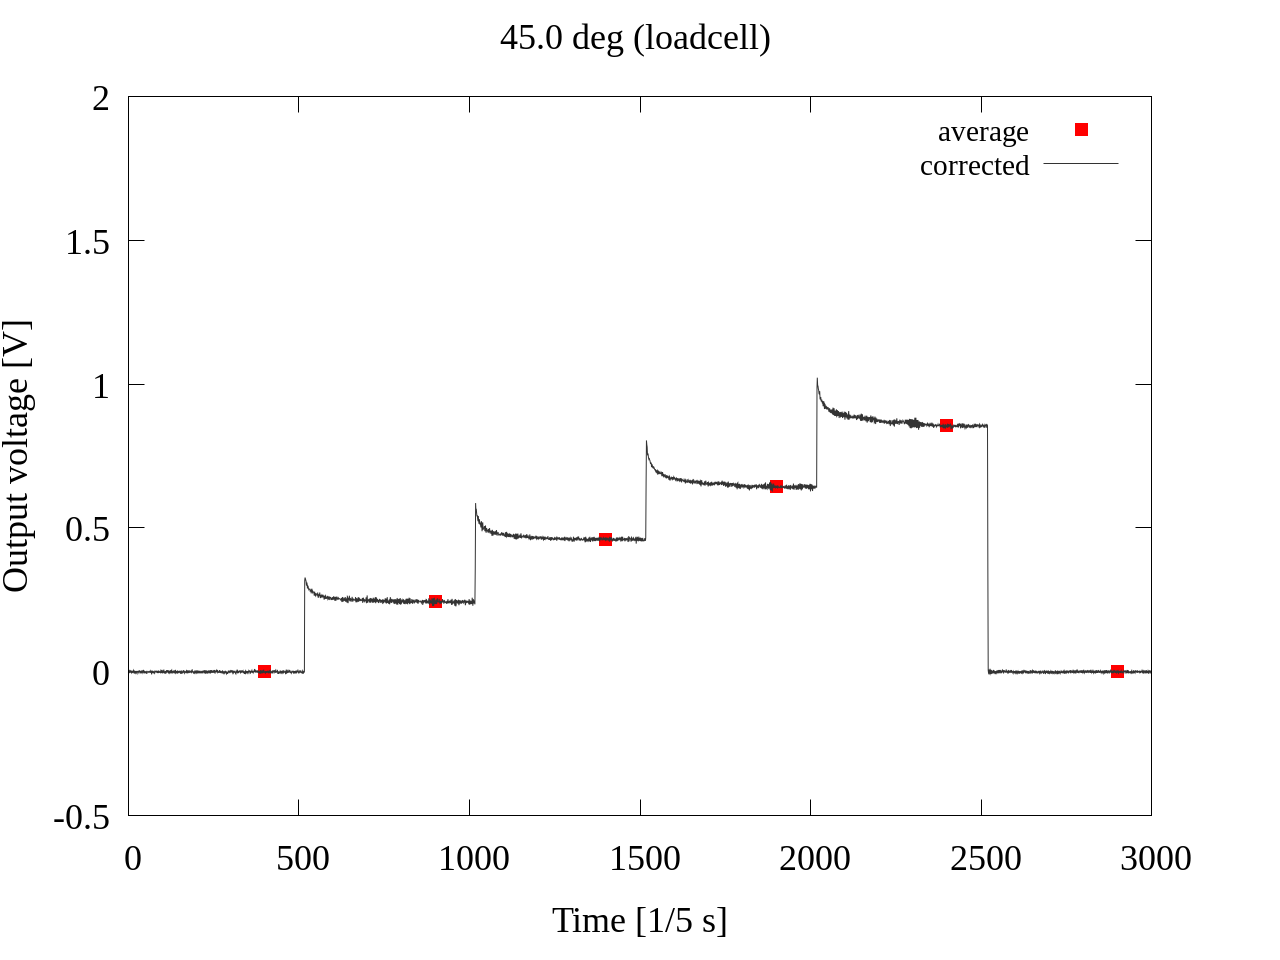 45.0 deg (loadcell)
2
average
corrected
1.5
1
0.5
0
-0.5
Output voltage [V]
0 500 1000 1500 2000 2500 3000
Time [1/5 s]